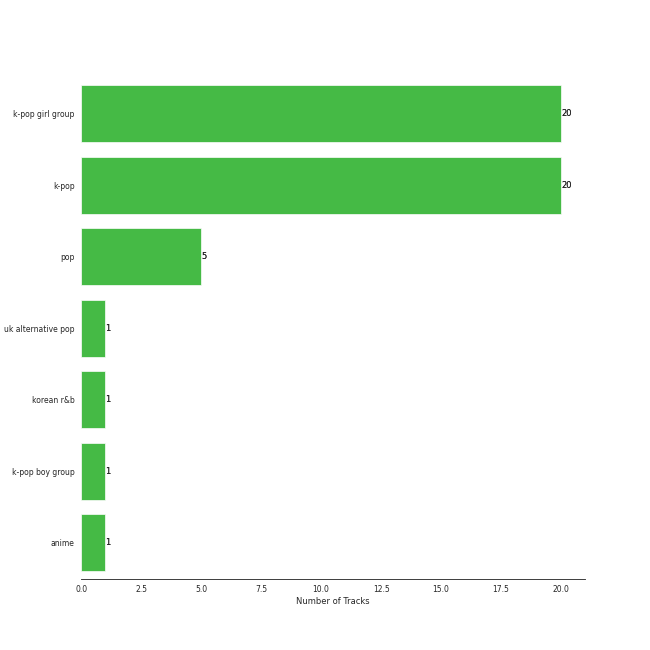 k-pop girl group 20
k-pop 20
pop 5
uk alternative pop 1
korean r&b 1
k-pop boy group 1
anime 1
0.0 2.5 5.0 7.5 10.0 12.5 15.0 17.5 20.0
Number of Tracks